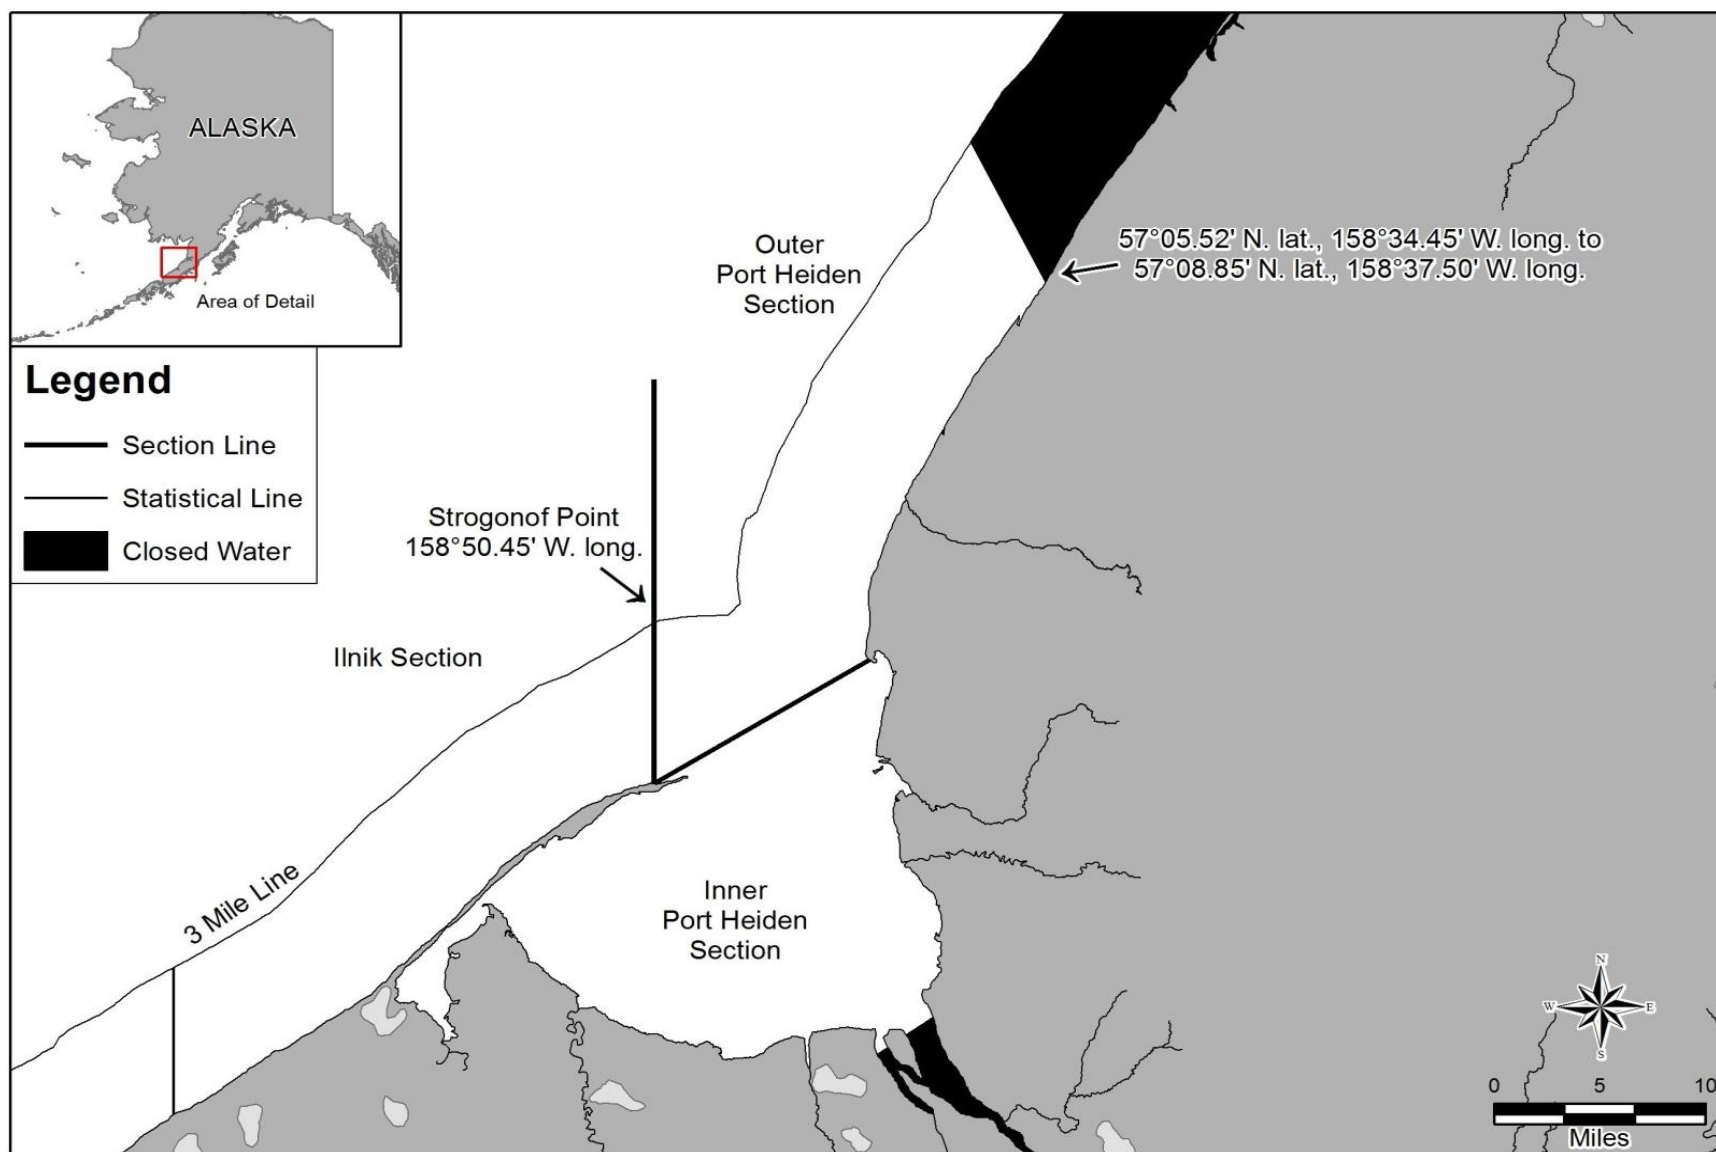 ALASKA
Area of Detail
Legend
Section Line
Statistical Line
Closed Water
Outer
Port Heiden
Section
57°05.52' N. lat., 158°34.45' W. long. to
57°08.85' N. lat., 158°37.50' W. long.
Strogonof Point
158°50.45' W. long.
Ilnik Section
3 Mile Line
Inner
Port Heiden
Section
N
W E
S
0 5 10
Miles